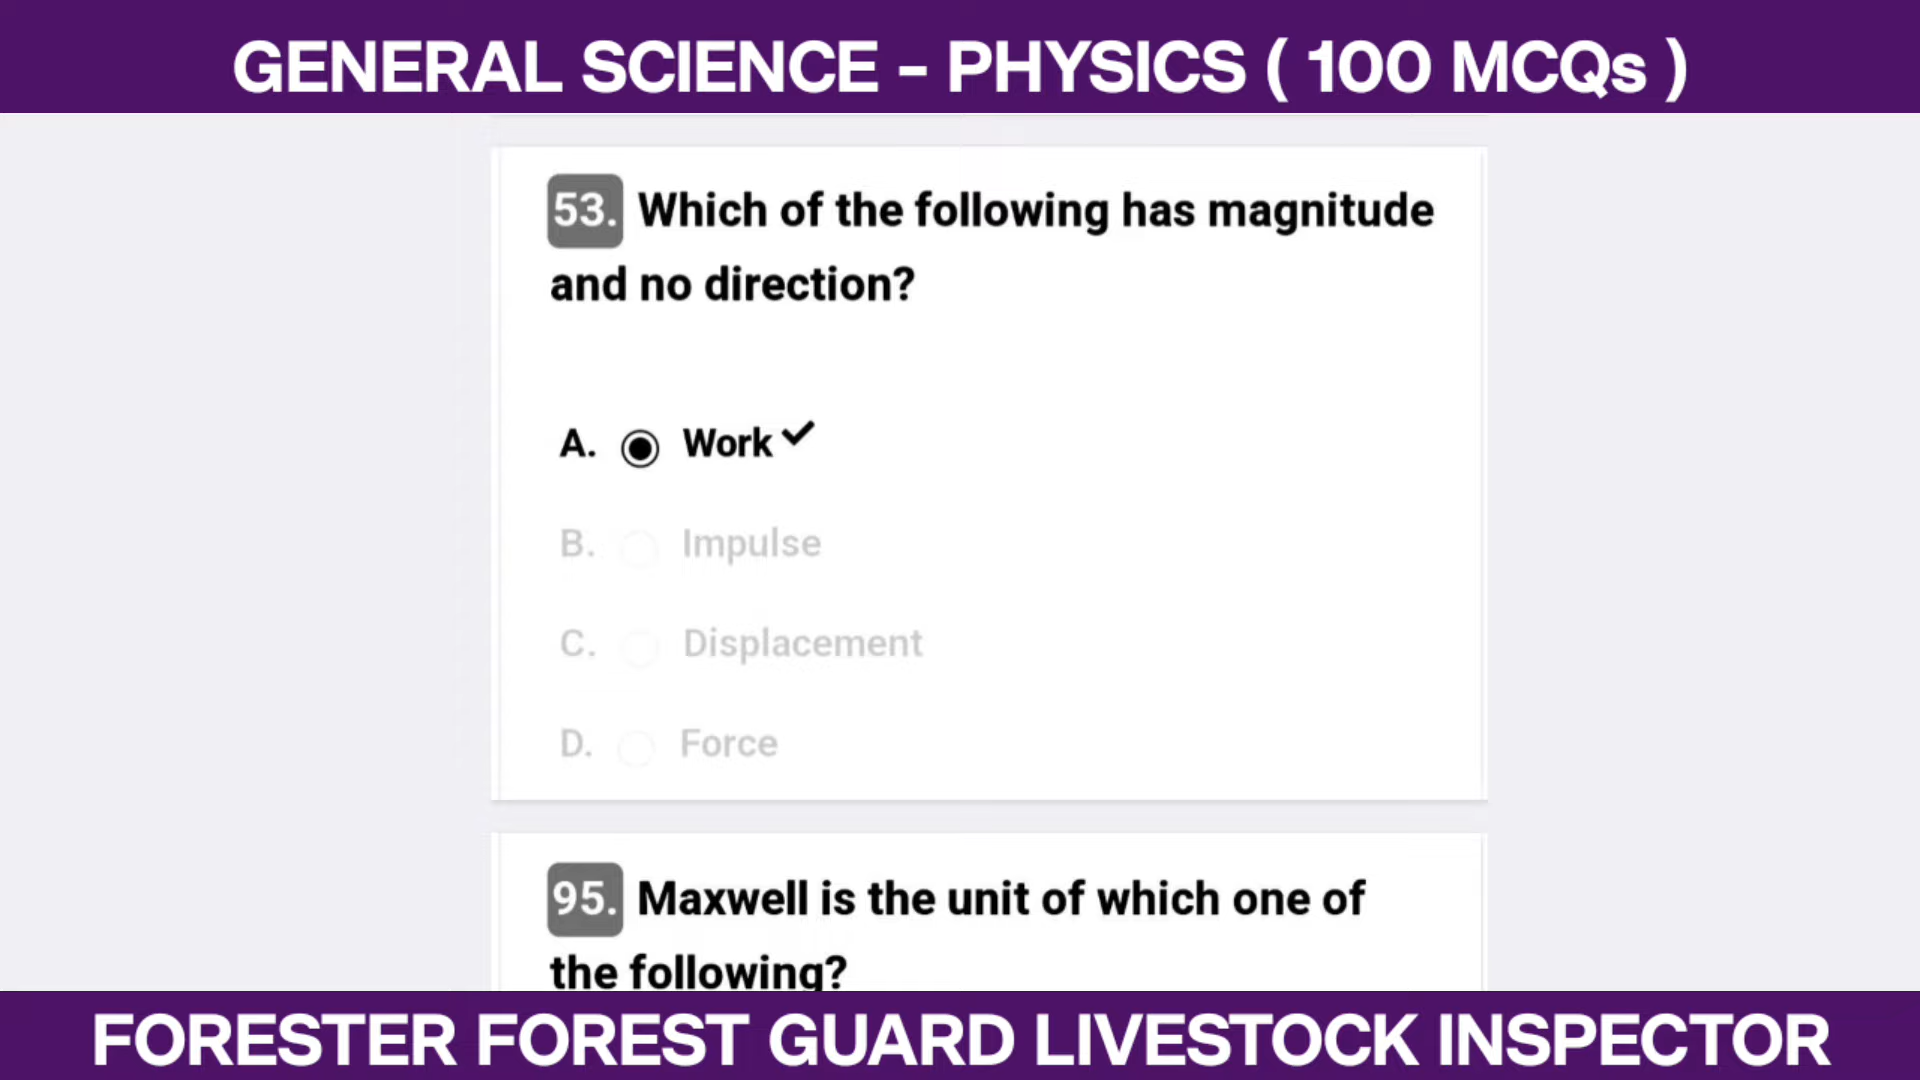 GENERAL SCIENCE - PHYSICS ( 100 MCQs )
53. Which of the following has magnitude
and no direction?
A. Work ✓
B. Impulse
C. Displacement
D. Force
95. Maxwell is the unit of which one of
the following?
FORESTER FOREST GUARD LIVESTOCK INSPECTOR